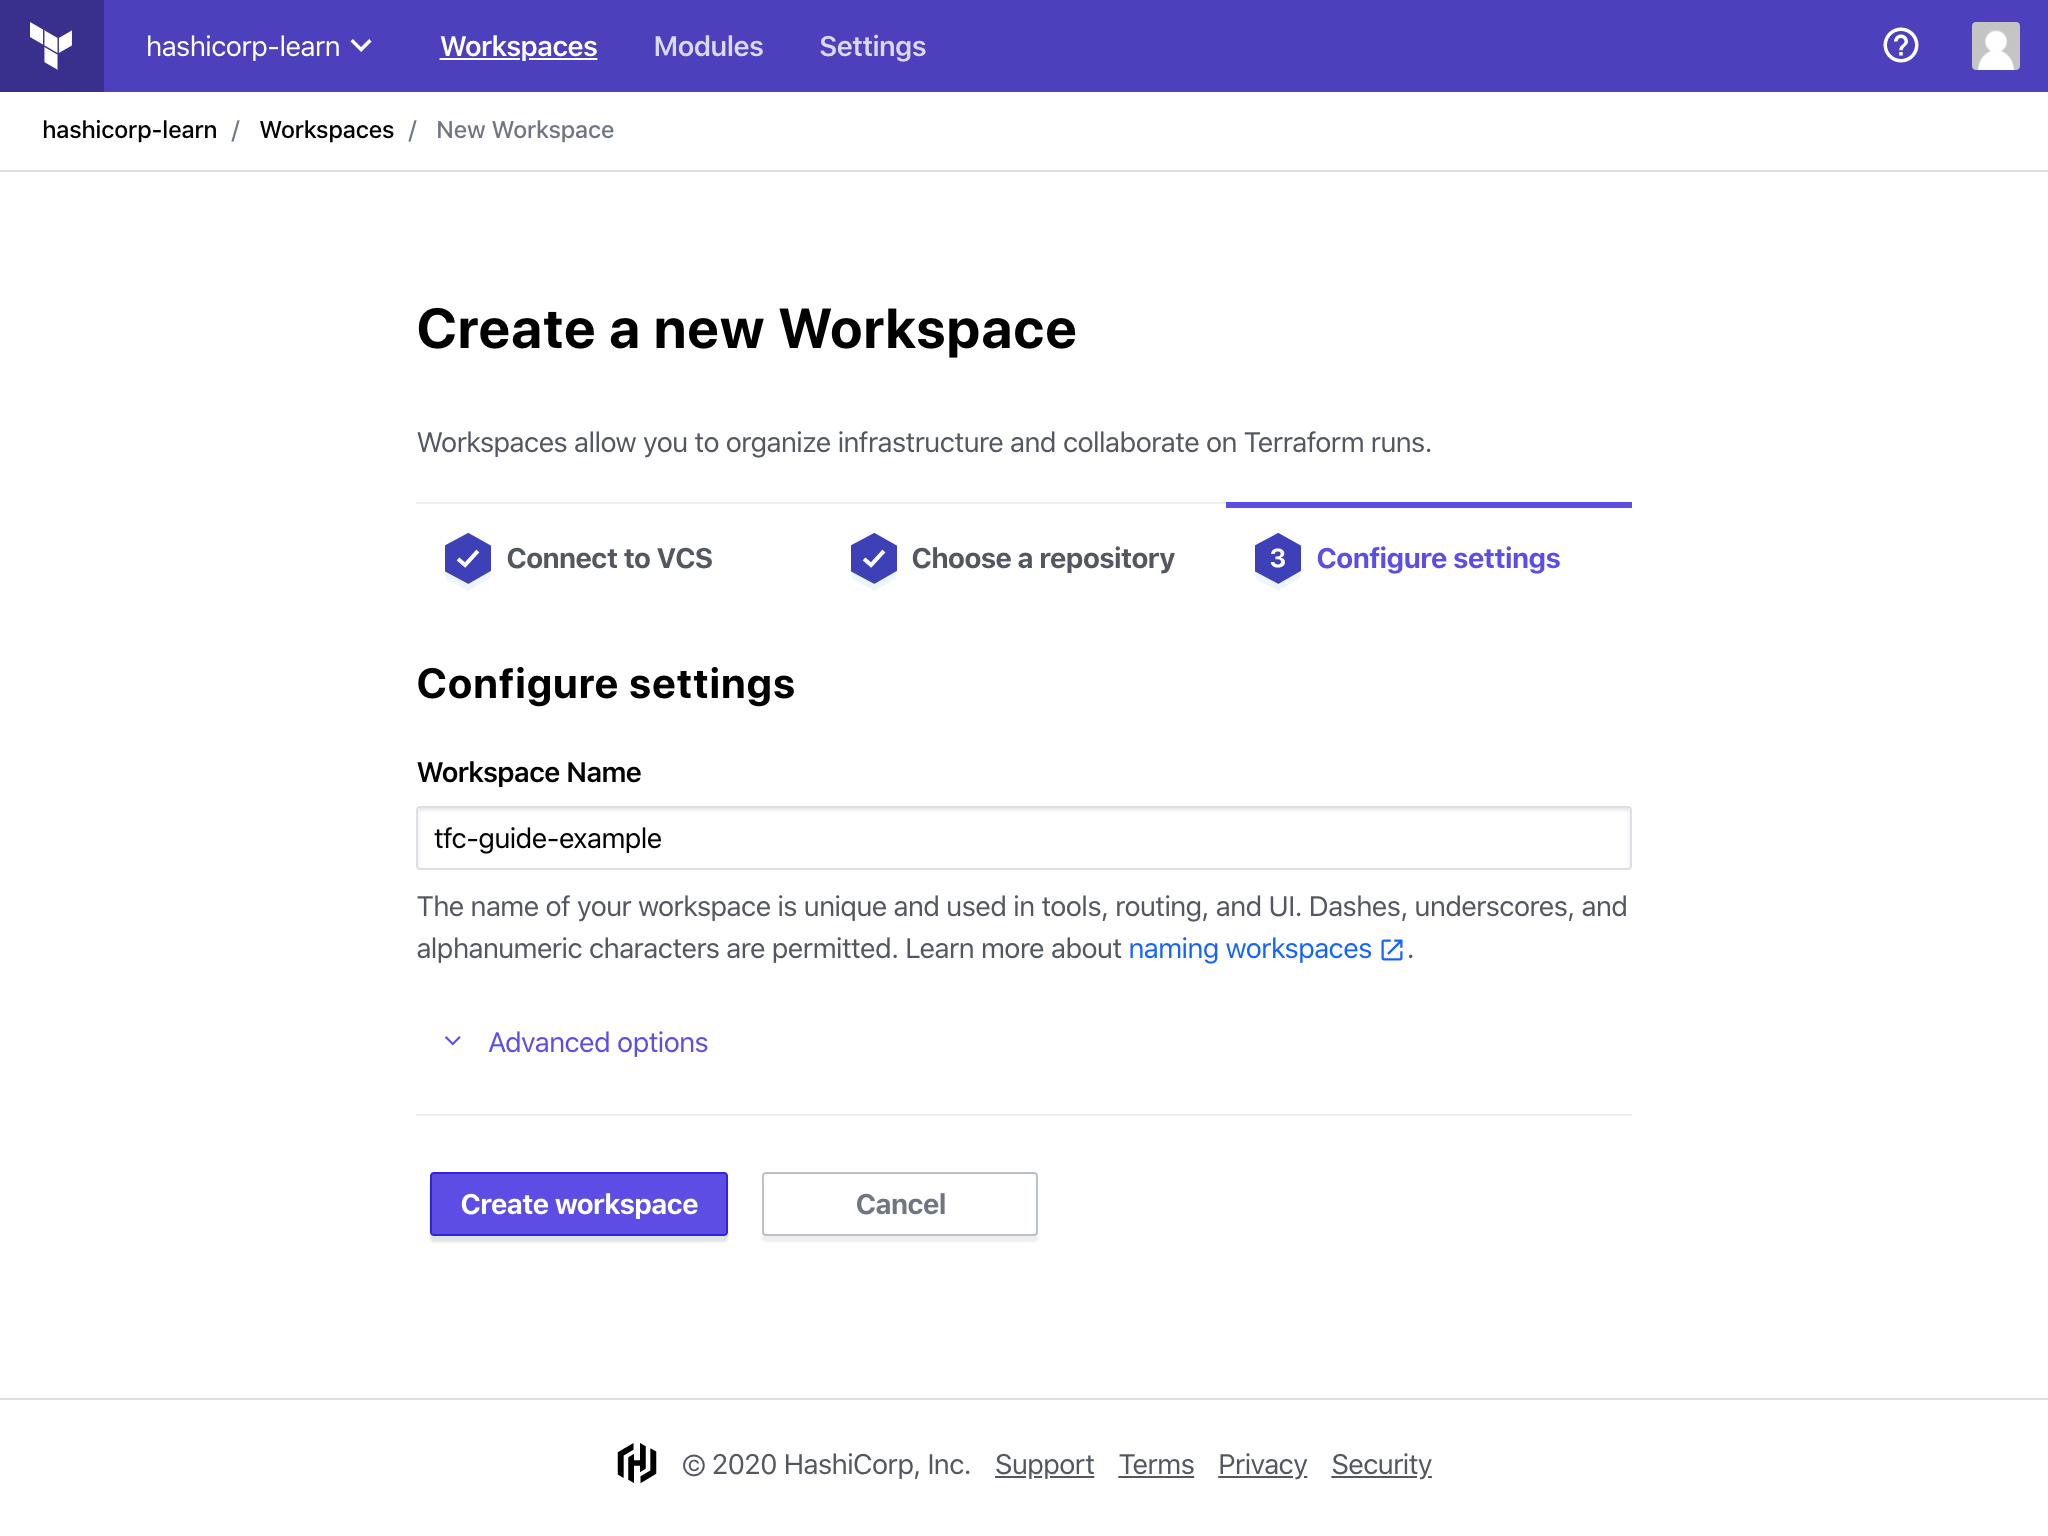 hashicorp-learn Workspaces Modules Settings
hashicorp-learn / Workspaces / New Workspace
Create a new Workspace
Workspaces allow you to organize infrastructure and collaborate on Terraform runs.
Connect to VCS Choose a repository 3 Configure settings
Configure settings
Workspace Name
tfc-guide-example
The name of your workspace is unique and used in tools, routing, and UI. Dashes, underscores, and
alphanumeric characters are permitted. Learn more about naming workspaces .
Advanced options
Create workspace Cancel
© 2020 HashiCorp, Inc. Support Terms Privacy Security